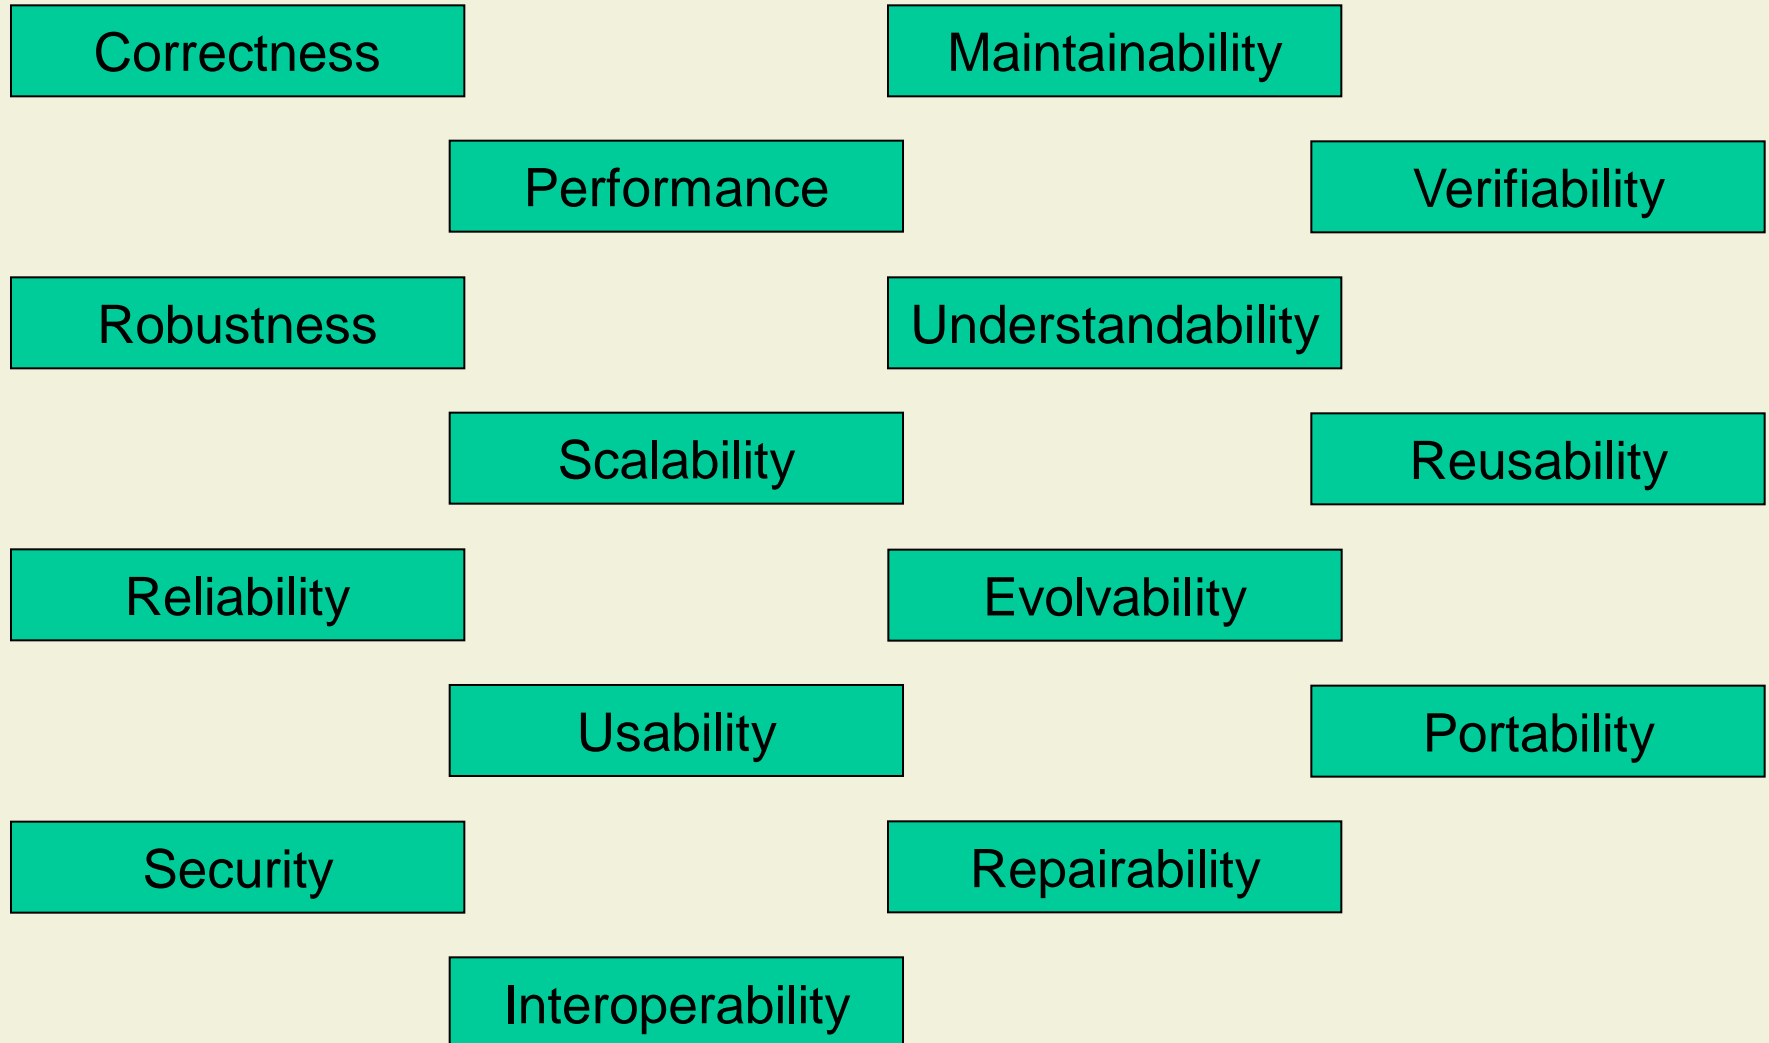 Correctness
Maintainability
Performance
Verifiability
Robustness
Understandability
Scalability
Reusability
Reliability
Evolvability
Usability
Portability
Security
Repairability
Interoperability